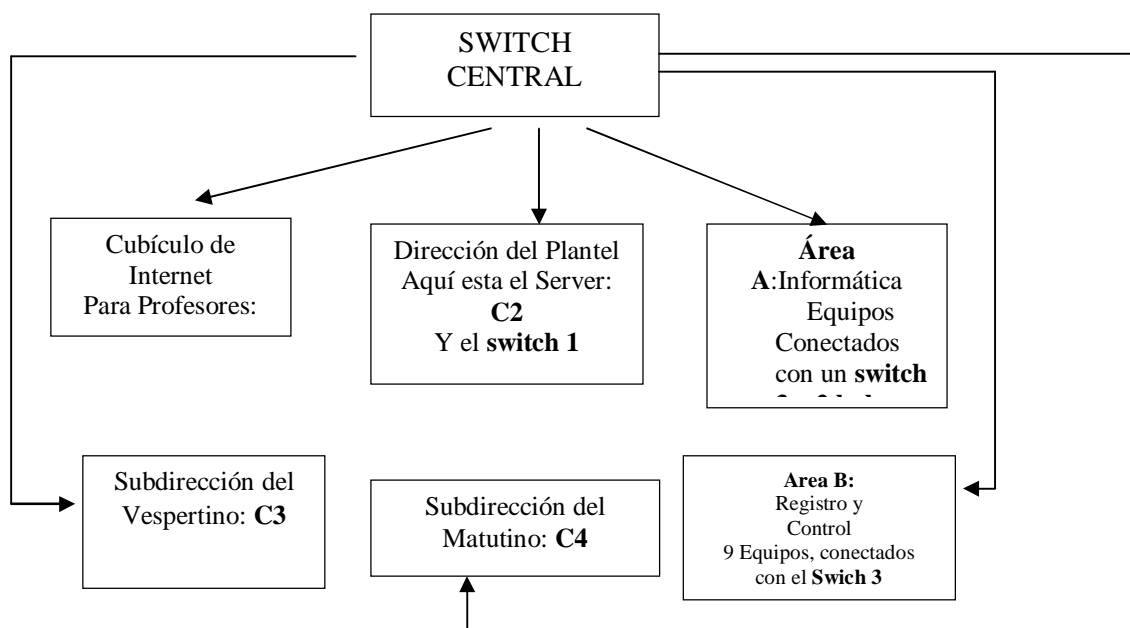 SWITCH
CENTRAL
Cubículo de
Internet
Para Profesores:
Dirección del Plantel
Aquí esta el Server:
C2
Y el switch 1
Área
A:Informática
Equipos
Conectados
con un switch
Subdirección del
Vespertino: C3
Subdirección del
Matutino: C4
Area B:
Registro y
Control
9 Equipos, conectados
con el Swich 3